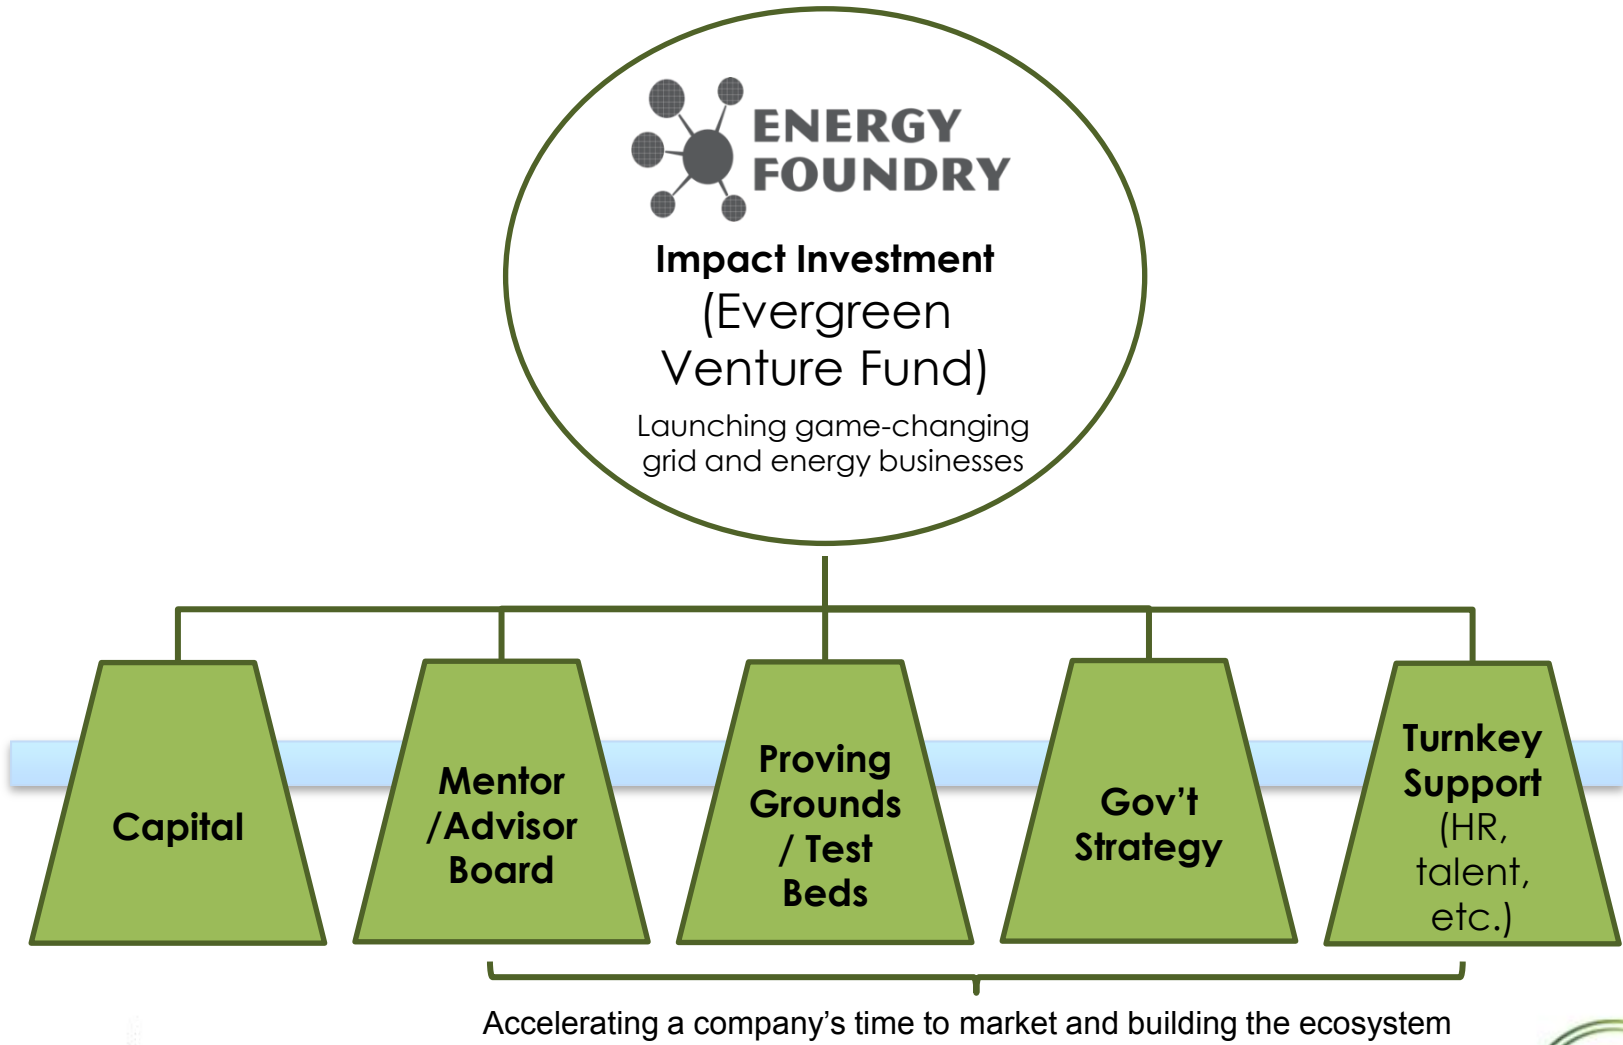 ENERGY
FOUNDRY
Impact Investment
(Evergreen
Venture Fund)
Launching game-changing
grid and energy businesses
Capital
Mentor
/Advisor
Board
Proving
Grounds
/ Test
Beds
Gov’t
Strategy
Turnkey
Support
(HR,
talent,
etc.)
Accelerating a company’s time to market and building the ecosystem